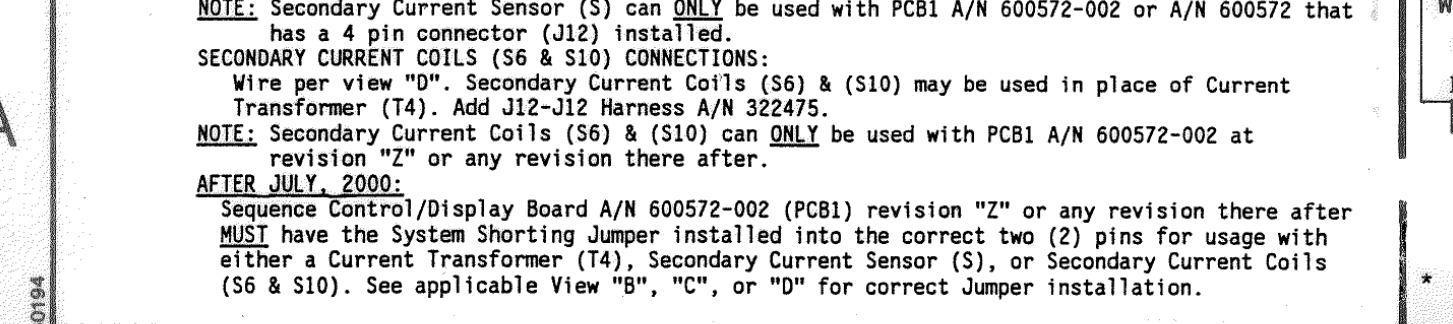 NOTE: Secondary Current Sensor (S) can ONLY be used with PCB1 A/N 600572-002 or A/N 600572 that
has a 4 pin connector (J12) installed.
SECONDARY CURRENT COILS (S6 & S10) CONNECTIONS:
Wire per view "D". Secondary Current Coils (S6) & (S10) may be used in place of Current
Transformer (T4). Add J12-J12 Harness A/N 322475.
NOTE: Secondary Current Coils (S6) & (S10) can ONLY be used with PCB1 A/N 600572-002 at
revision "Z" or any revision there after.
AFTER JULY, 2000:
Sequence Control/Display Board A/N 600572-002 (PCB1) revision "Z" or any revision there after
MUST have the System Shorting Jumper installed into the correct two (2) pins for usage with
either a Current Transformer (T4), Secondary Current Sensor (S), or Secondary Current Coils
(S6 & S10). See applicable View "B", "C", or "D" for correct Jumper installation.
0194
*